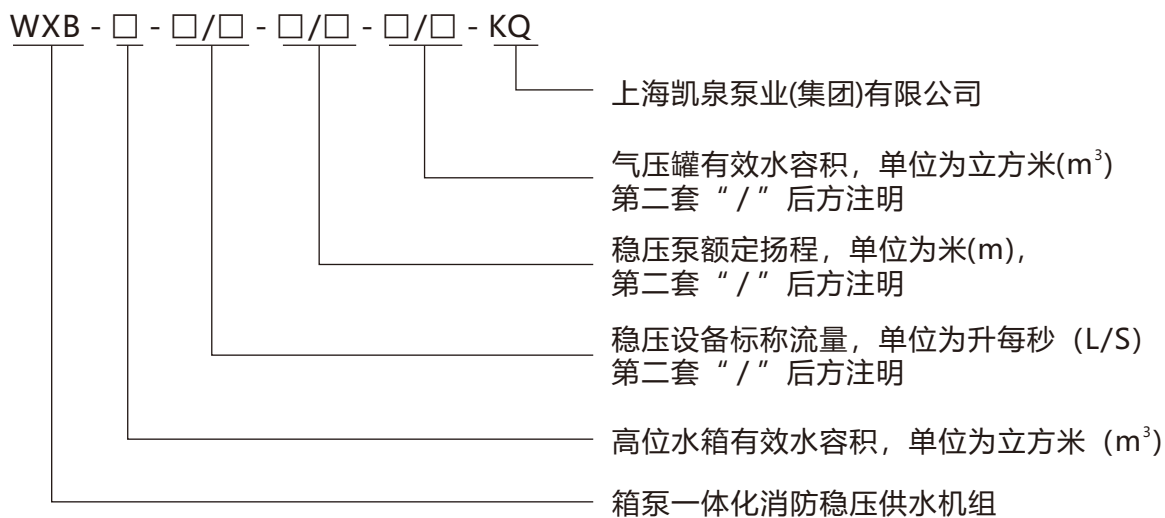 WXB - □ - □/□ - □/□ - □/□ - KQ
上海凯泉泵业(集团)有限公司
气压罐有效水容积，单位为立方米(m³)
第二套“/”后方注明
稳压泵额定扬程，单位为米(m)，
第二套“/”后方注明
稳压设备标称流量，单位为升每秒（L/S）
第二套“/”后方注明
高位水箱有效水容积，单位为立方米（m³）
箱泵一体化消防稳压供水机组